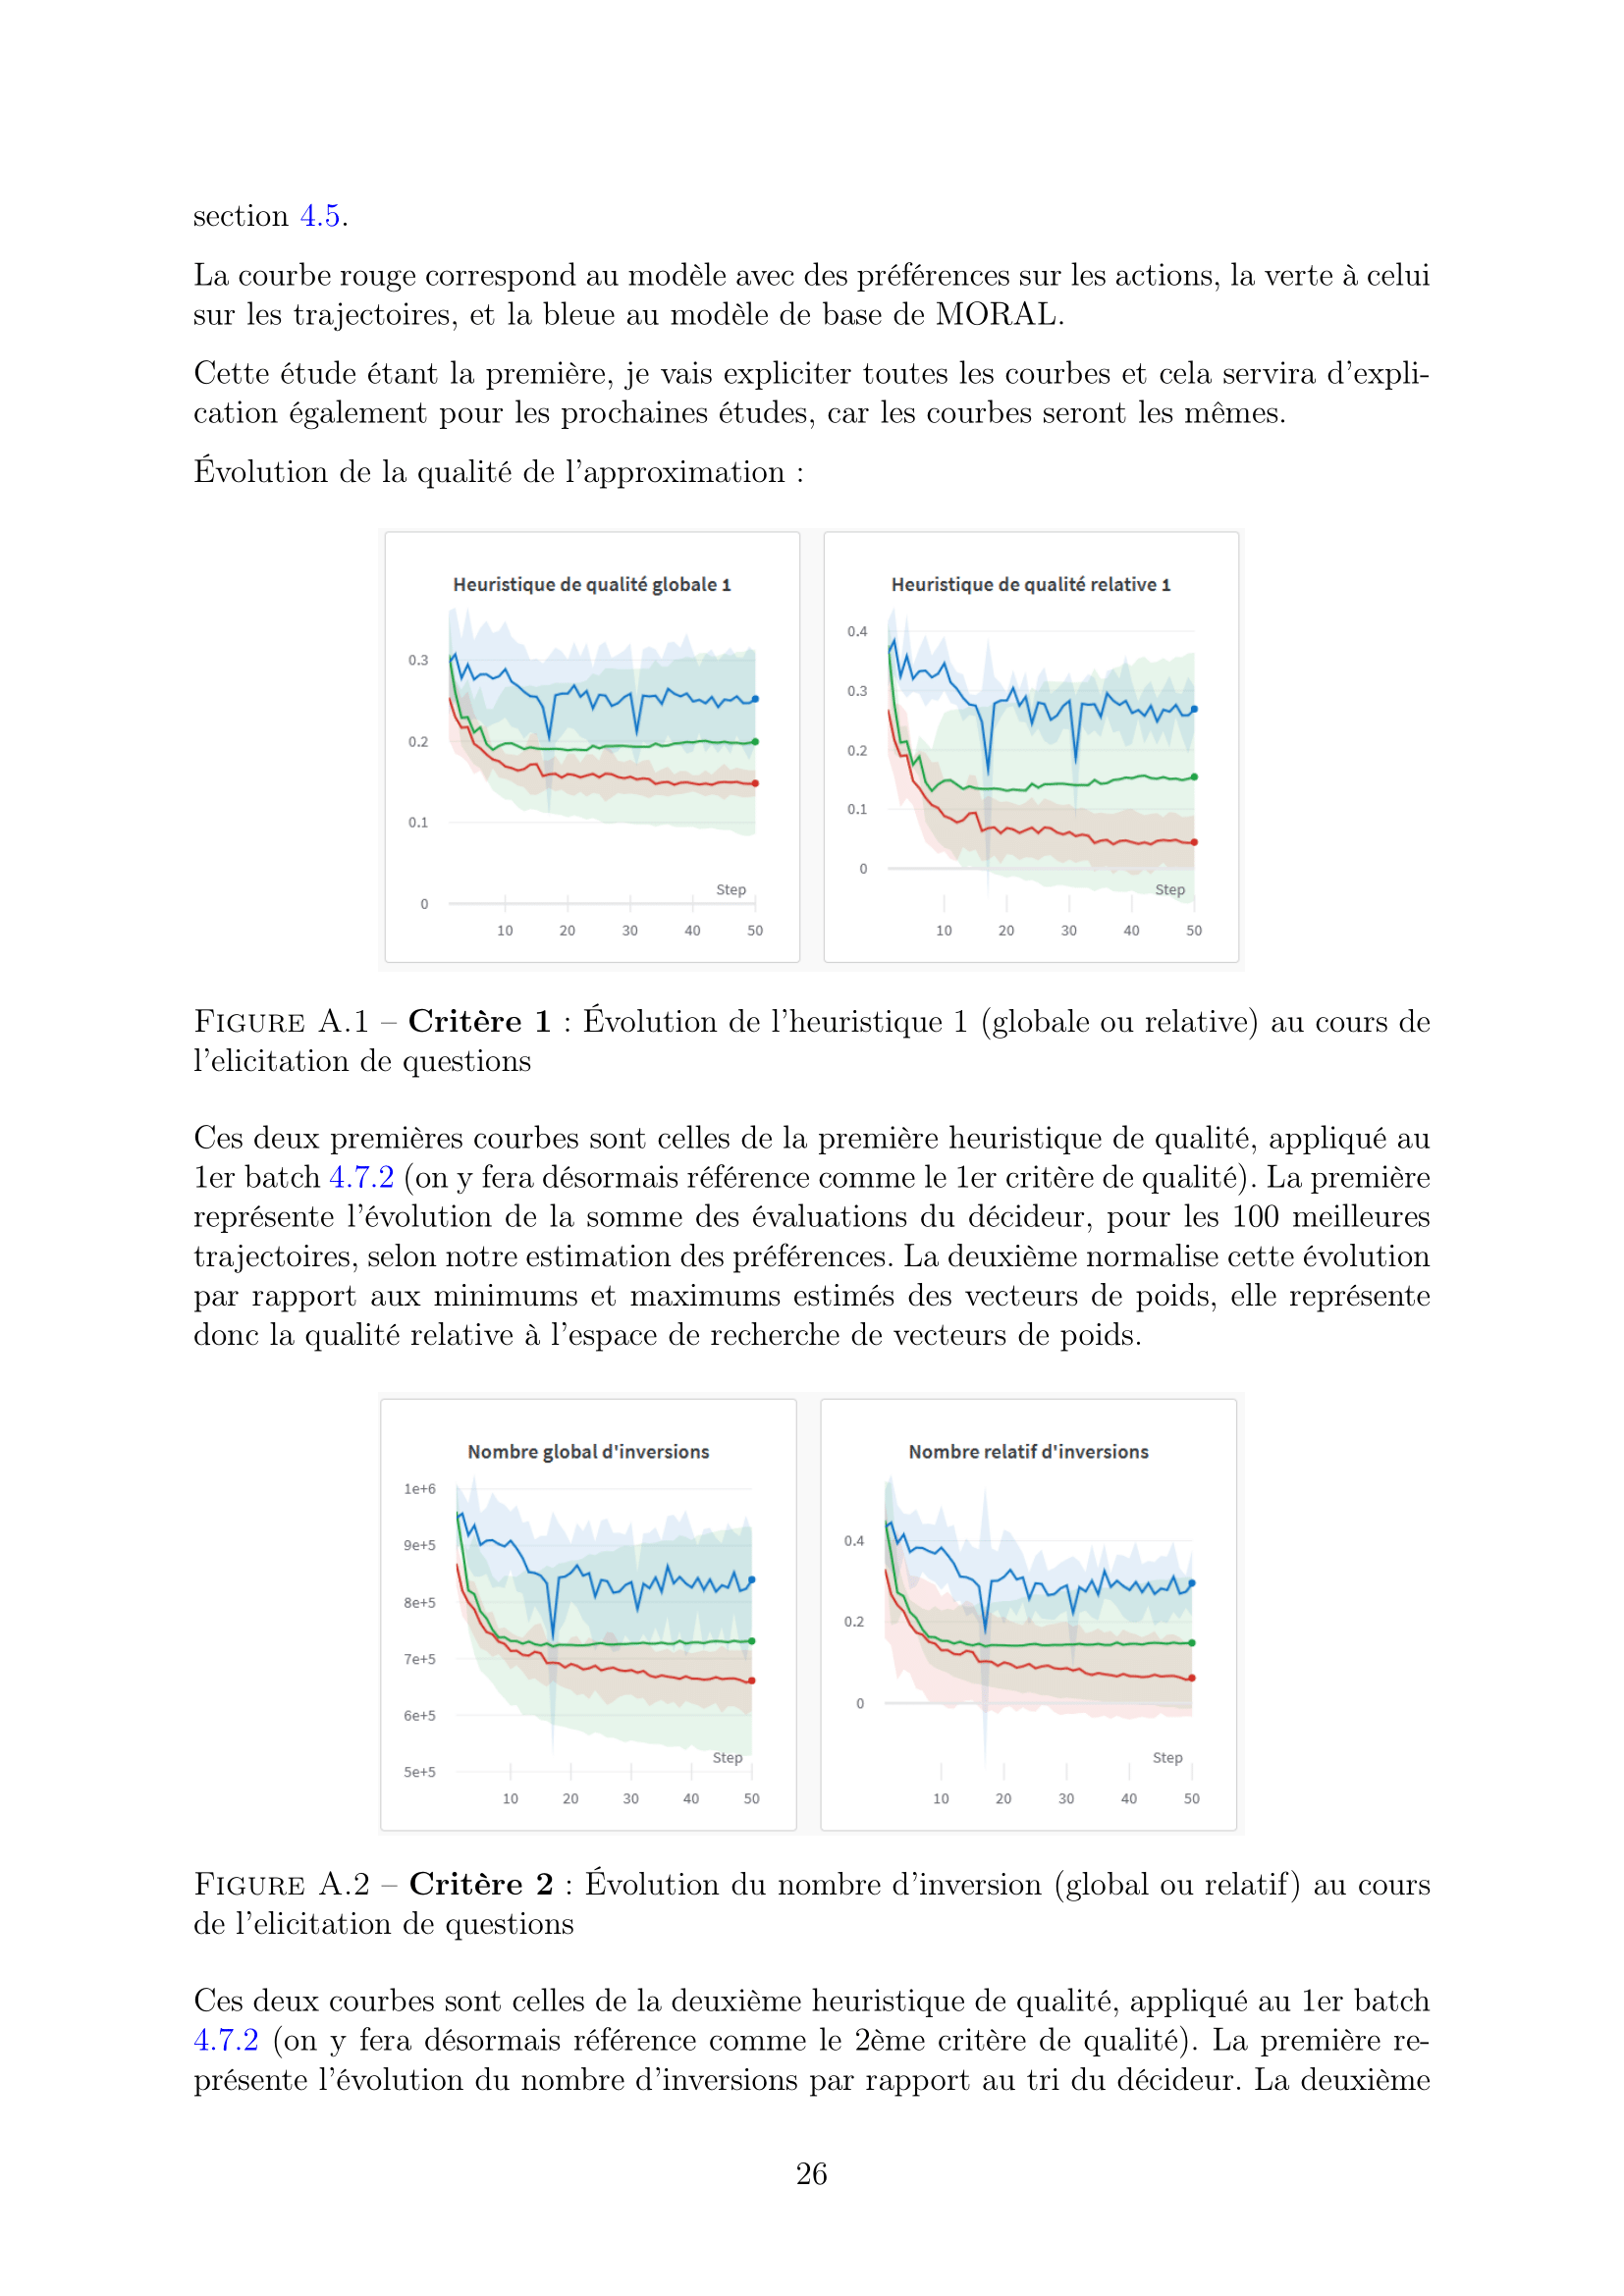 section 4.5.
La courbe rouge correspond au modèle avec des préférences sur les actions, la verte à celui
sur les trajectoires, et la bleue au modèle de base de MORAL.
Cette étude étant la première, je vais expliciter toutes les courbes et cela servira d'expli-
cation également pour les prochaines études, car les courbes seront les mêmes.
Évolution de la qualité de l'approximation :
Heuristique de qualité globale 1
0.3
0.2
0.1
0
Step
10 20 30 40 50
Heuristique de qualité relative 1
0.4
0.3
0.2
0.1
0
Step
10 20 30 40 50
FIGURE A.1 – Critère 1 : Évolution de l'heuristique 1 (globale ou relative) au cours de
l'elicitation de questions
Ces deux premières courbes sont celles de la première heuristique de qualité, appliqué au
1er batch 4.7.2 (on y fera désormais référence comme le 1er critère de qualité). La première
représente l'évolution de la somme des évaluations du décideur, pour les 100 meilleures
trajectoires, selon notre estimation des préférences. La deuxième normalise cette évolution
par rapport aux minimums et maximums estimés des vecteurs de poids, elle représente
donc la qualité relative à l'espace de recherche de vecteurs de poids.
Nombre global d'inversions
1e+6
9e+5
8e+5
7e+5
6e+5
5e+5
Step
10 20 30 40 50
Nombre relatif d'inversions
0.4
0.2
0
Step
10 20 30 40 50
FIGURE A.2 – Critère 2 : Évolution du nombre d'inversion (global ou relatif) au cours
de l'elicitation de questions
Ces deux courbes sont celles de la deuxième heuristique de qualité, appliqué au 1er batch
4.7.2 (on y fera désormais référence comme le 2ème critère de qualité). La première re-
présente l'évolution du nombre d'inversions par rapport au tri du décideur. La deuxième
26